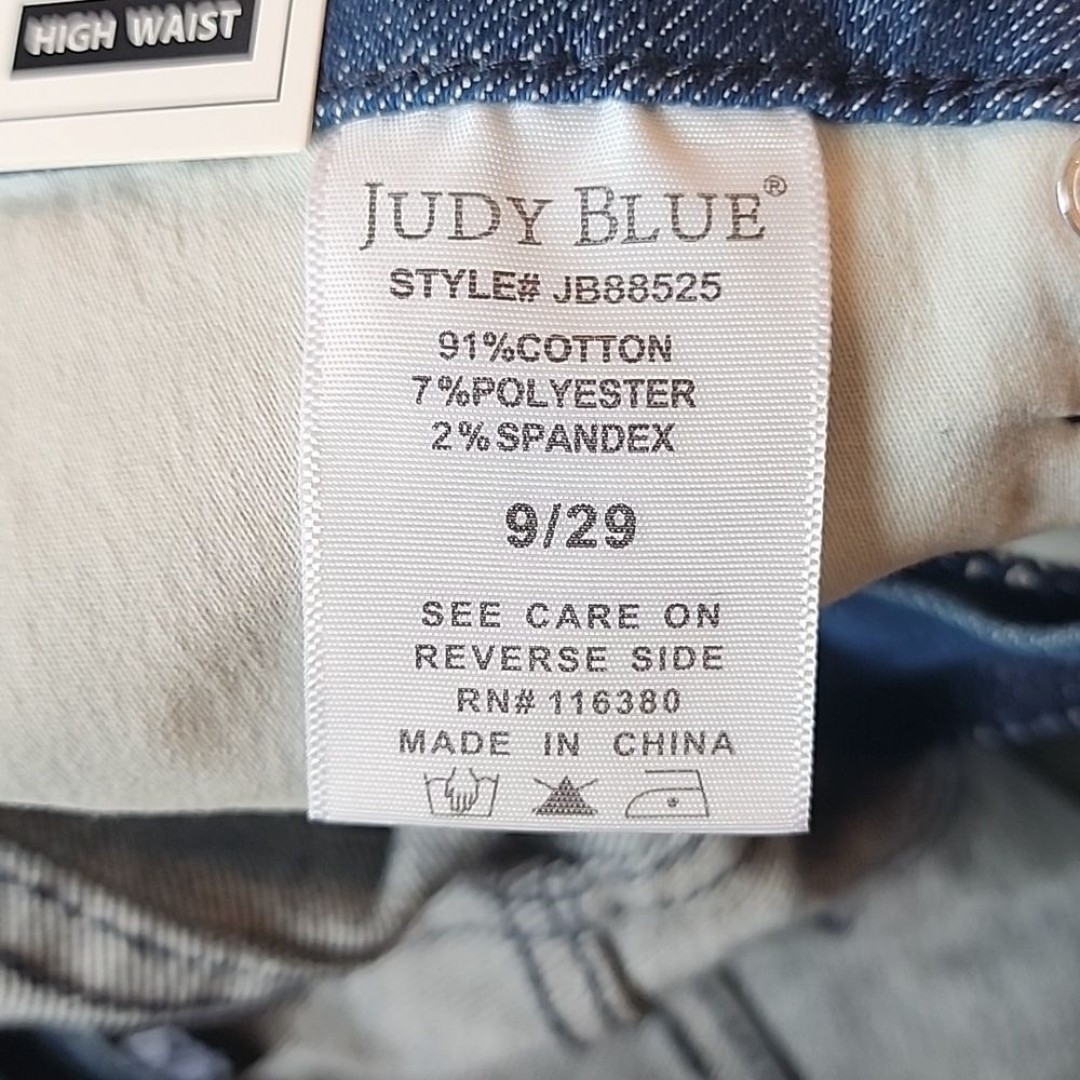 HIGH WAIST
JUDY BLUE®
STYLE# JB88525
91%COTTON
7%POLYESTER
2%SPANDEX
9/29
SEE CARE ON
REVERSE SIDE
RN# 116380
MADE IN CHINA